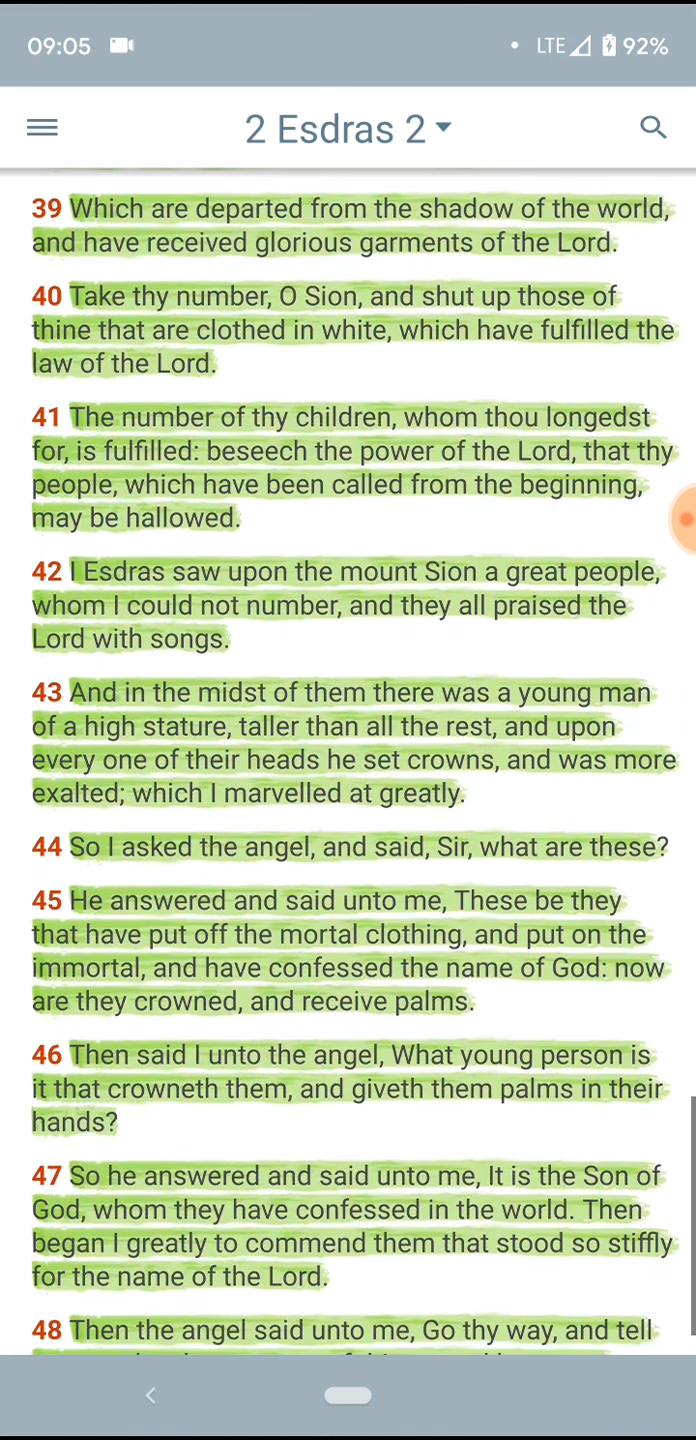 09:05
LTE 92%
2 Esdras 2
39 Which are departed from the shadow of the world,
and have received glorious garments of the Lord.
40 Take thy number, O Sion, and shut up those of
thine that are clothed in white, which have fulfilled the
law of the Lord.
41 The number of thy children, whom thou longedst
for, is fulfilled: beseech the power of the Lord, that thy
people, which have been called from the beginning,
may be hallowed.
42 I Esdras saw upon the mount Sion a great people,
whom I could not number, and they all praised the
Lord with songs.
43 And in the midst of them there was a young man
of a high stature, taller than all the rest, and upon
every one of their heads he set crowns, and was more
exalted; which I marvelled at greatly.
44 So I asked the angel, and said, Sir, what are these?
45 He answered and said unto me, These be they
that have put off the mortal clothing, and put on the
immortal, and have confessed the name of God: now
are they crowned, and receive palms.
46 Then said I unto the angel, What young person is
it that crowneth them, and giveth them palms in their
hands?
47 So he answered and said unto me, It is the Son of
God, whom they have confessed in the world. Then
began I greatly to commend them that stood so stiffly
for the name of the Lord.
48 Then the angel said unto me, Go thy way, and tell